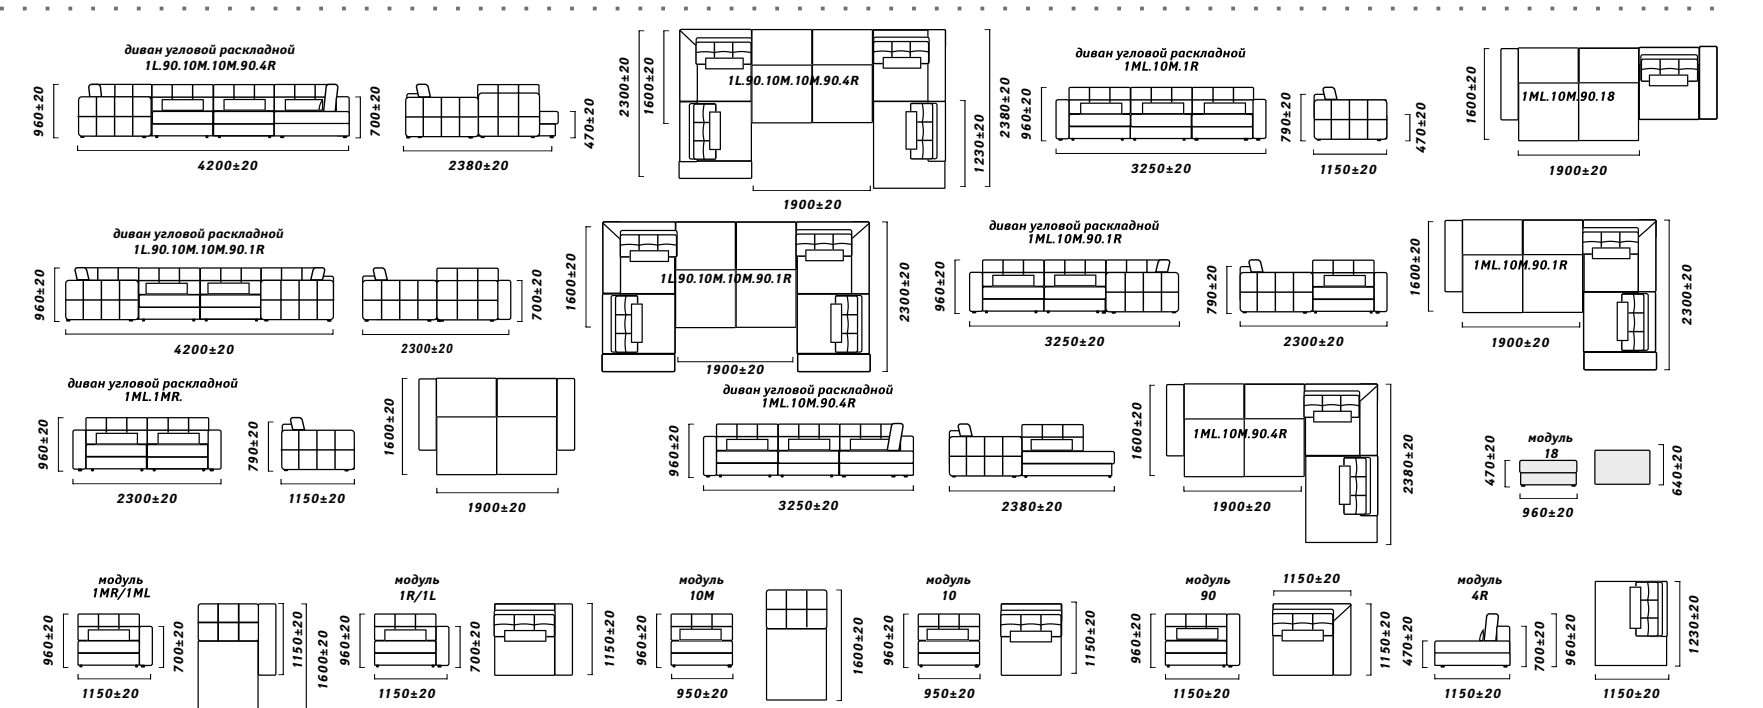 диван угловой раскладной
1L.90.10M.10M.90.4R
960±20
700±20
4200±20
470±20
2380±20
2300±20
1600±20
1L.90.10M.10M.90.4R
1230±20
2380±20
1900±20
диван угловой раскладной
1ML.10M.1R
960±20
3250±20
790±20
470±20
1150±20
1600±20
1ML.10M.90.18
1900±20
диван угловой раскладной
1L.90.10M.10M.90.1R
960±20
4200±20
700±20
2300±20
1600±20
1L.90.10M.10M.90.1R
2300±20
1900±20
диван угловой раскладной
1ML.10M.90.1R
960±20
3250±20
790±20
2300±20
1600±20
1ML.10M.90.1R
2300±20
1900±20
диван угловой раскладной
1ML.1MR.
960±20
2300±20
790±20
1150±20
1600±20
1900±20
диван угловой раскладной
1ML.10M.90.4R
960±20
3250±20
2380±20
1600±20
1ML.10M.90.4R
2380±20
1900±20
модуль
18
470±20
960±20
640±20
модуль
1MR/1ML
960±20
700±20
1150±20
1150±20
1600±20
модуль
1R/1L
960±20
700±20
1150±20
1150±20
модуль
10M
960±20
950±20
1600±20
модуль
10
960±20
950±20
1150±20
модуль
90
960±20
1150±20
1150±20
1150±20
модуль
4R
470±20
700±20
960±20
1150±20
1230±20
1150±20